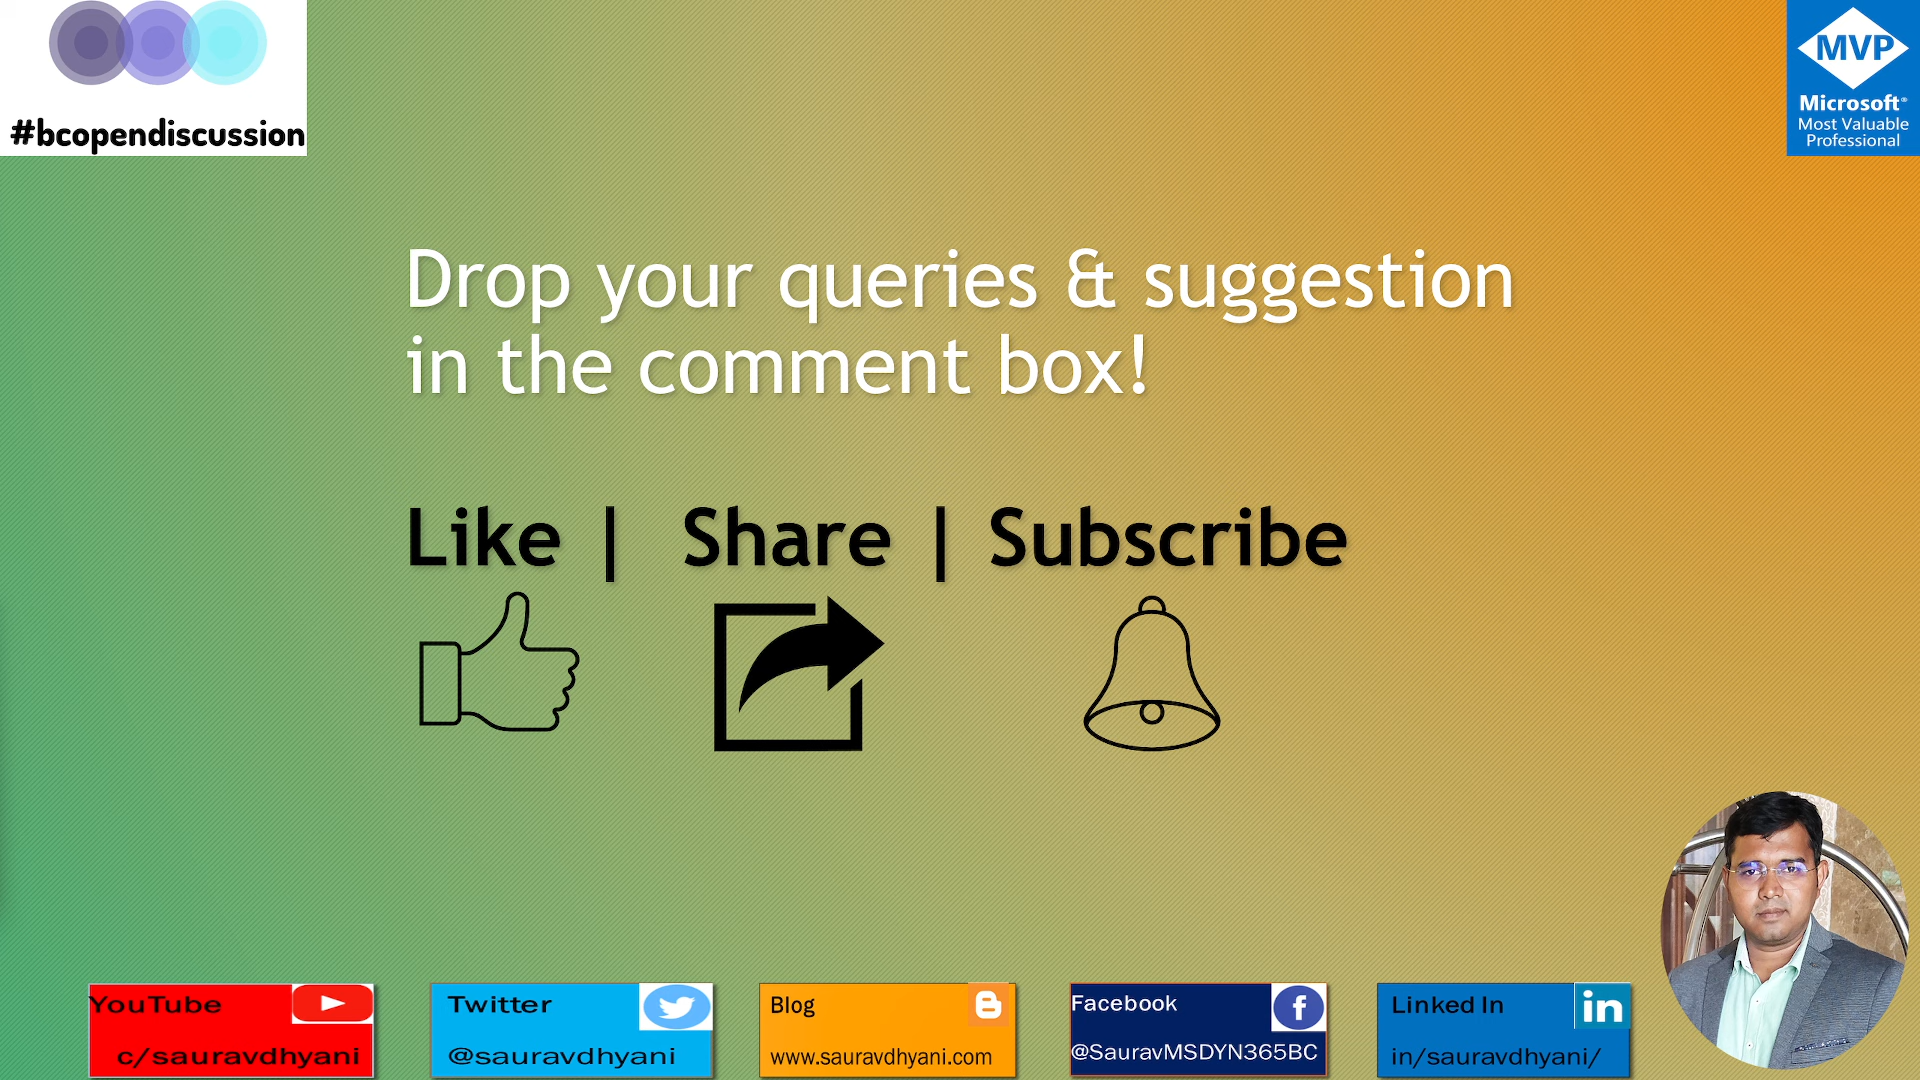 #bcopendiscussion
MVP
Microsoft®
Most Valuable
Professional
Drop your queries & suggestion
in the comment box!
Like | Share | Subscribe
YouTube
c/sauravdhyani
Twitter
@sauravdhyani
Blog
www.sauravdhyani.com
Facebook
f
@SauravMSDYN365BC
Linked In
in
in/sauravdhyani/